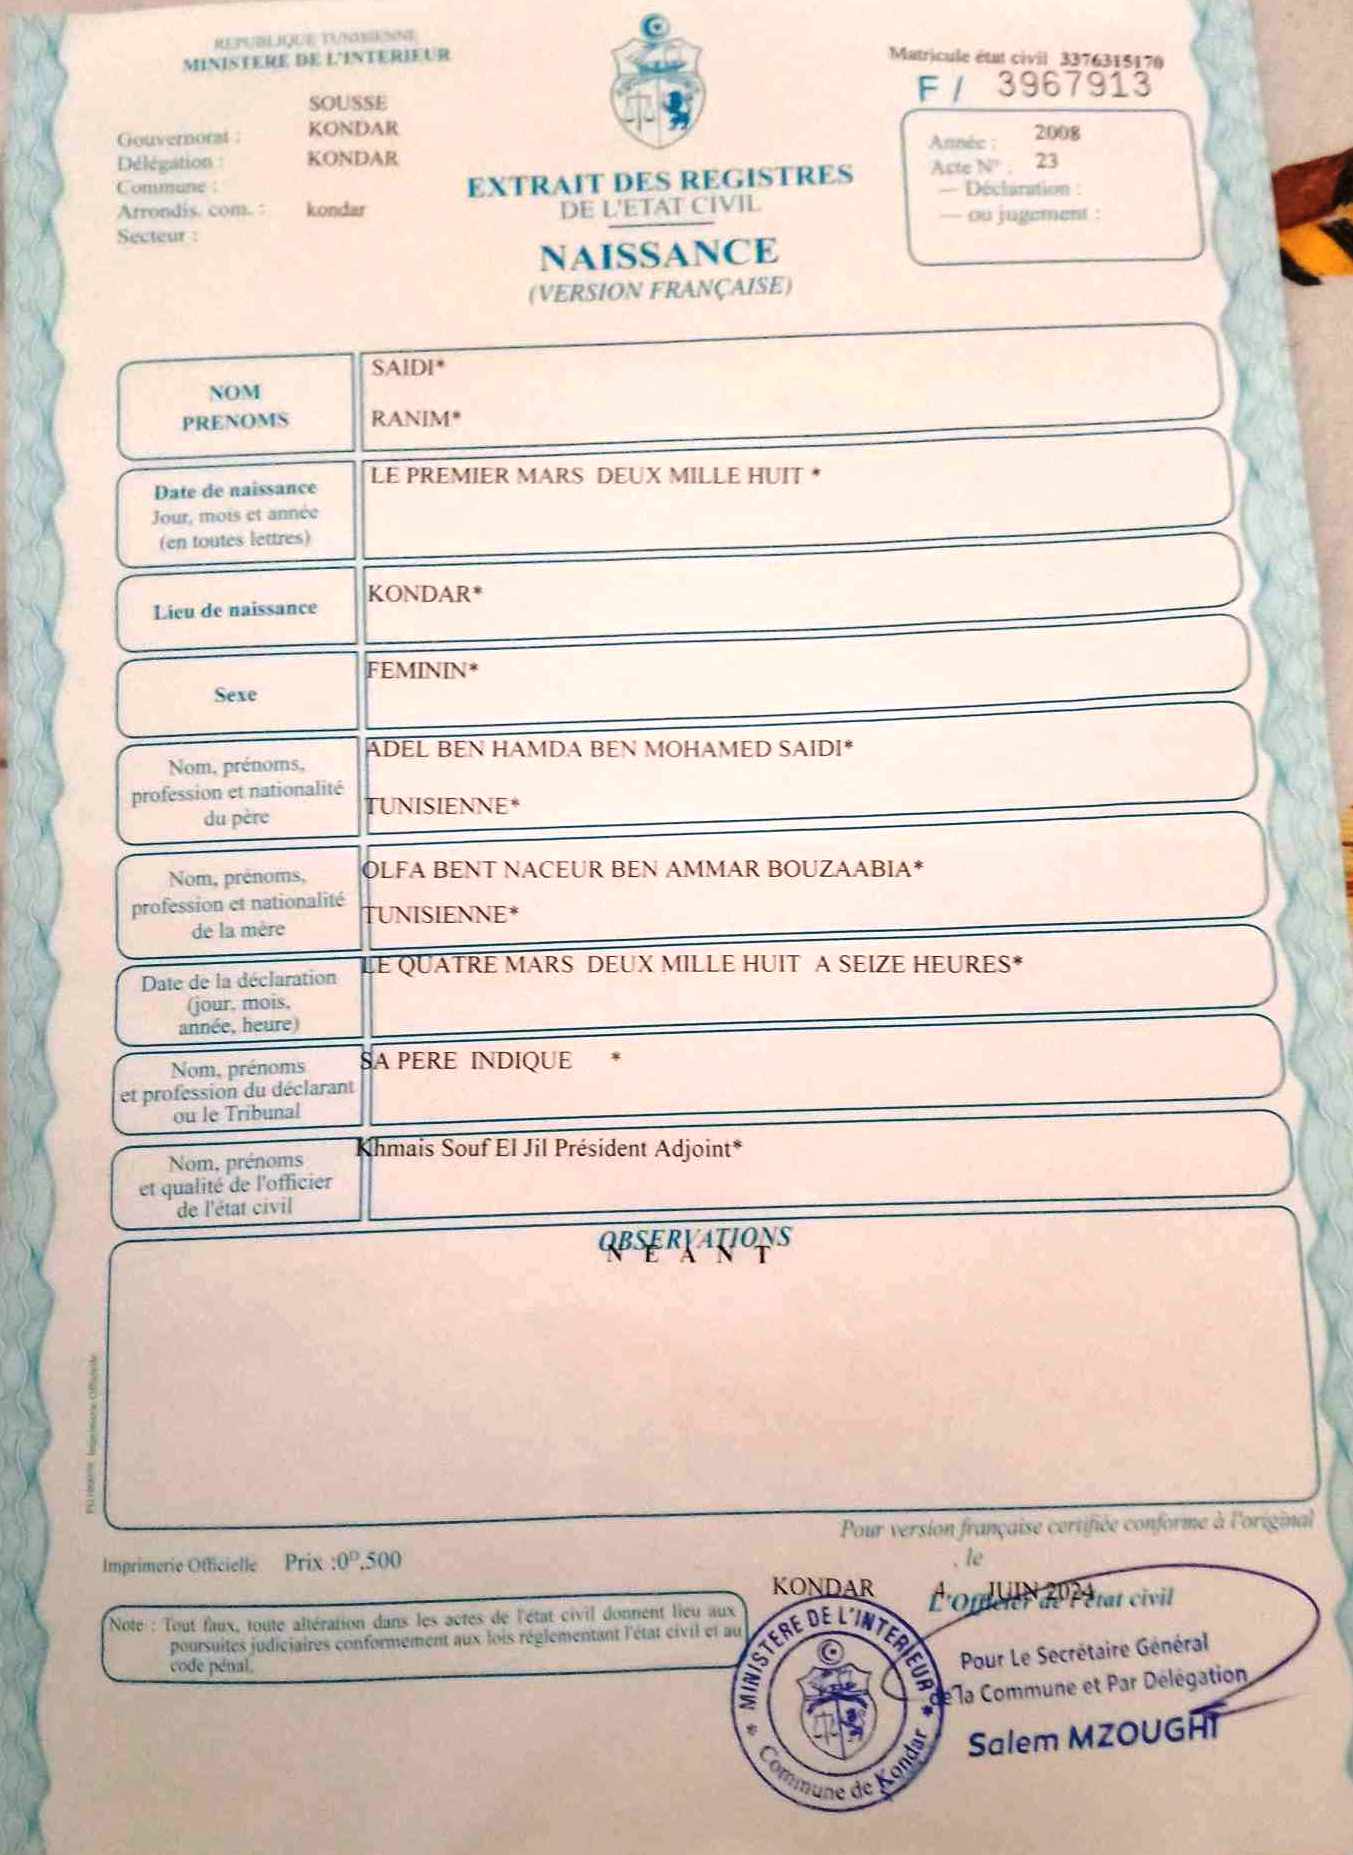 REPUBLIQUE TUNISIENNE
MINISTERE DE L'INTERIEUR
Matricule état civil 3376315170
F / 3967913
SOUSSE
Gouvernorat : KONDAR
Délégation : KONDAR
Commune :
Arrondis. com. : kondar
Secteur :
Année : 2008
Acte N° : 23
— Déclaration :
— ou jugement :
EXTRAIT DES REGISTRES
DE L'ETAT CIVIL
NAISSANCE
(VERSION FRANÇAISE)
NOM
PRENOMS
SAIDI*
RANIM*
Date de naissance
Jour, mois et année
(en toutes lettres)
LE PREMIER MARS DEUX MILLE HUIT *
Lieu de naissance
KONDAR*
Sexe
FEMININ*
Nom, prénoms,
profession et nationalité
du père
ADEL BEN HAMDA BEN MOHAMED SAIDI*
TUNISIENNE*
Nom, prénoms,
profession et nationalité
de la mère
OLFA BENT NACEUR BEN AMMAR BOUZAABIA*
TUNISIENNE*
Date de la déclaration
(jour, mois,
année, heure)
LE QUATRE MARS DEUX MILLE HUIT A SEIZE HEURES*
Nom, prénoms
et profession du déclarant
ou le Tribunal
SA PERE INDIQUE *
Nom, prénoms
et qualité de l'officier
de l'état civil
Khmais Souf El Jil Président Adjoint*
OBSERVATIONS
N E A N T
Imprimerie Officielle
Pour version française certifiée conforme à l'original
Imprimerie Officielle Prix :0ᴰ,500
, le
KONDAR 4 JUIN 2024
L'Officier de l'état civil
Note : Tout faux, toute altération dans les actes de l'état civil donnent lieu aux
poursuites judiciaires conformement aux lois réglementant l'état civil et au
code pénal.
* MINISTERE DE L'INTERIEUR *
Commune de Kondar
Pour Le Secrétaire Général
de la Commune et Par Délégation
Salem MZOUGHI